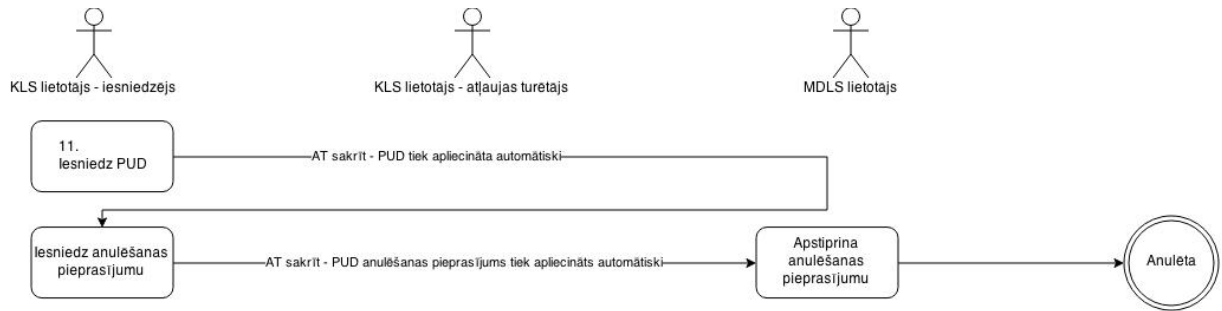 KLS lietotājs - iesniedzējs
KLS lietotājs - atļaujas turētājs
MDLS lietotājs
11.
Iesniedz PUD
AT sakrīt - PUD tiek apliecināta automātiski
Iesniedz anulēšanas
pieprasījumu
AT sakrīt - PUD anulēšanas pieprasījums tiek apliecināts automātiski
Apstiprina
anulēšanas
pieprasījumu
Anulēta